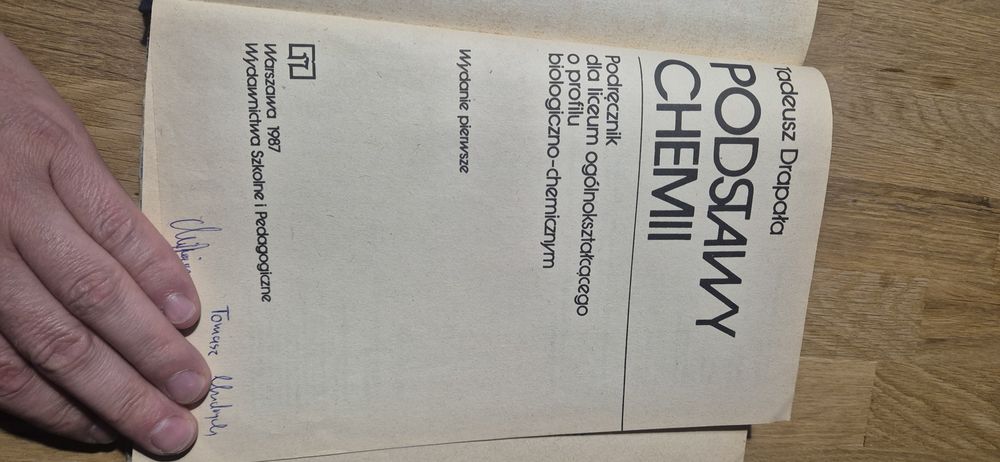 Tadeusz Drapała
PODSTAWY
CHEMII
Podręcznik
dla liceum ogólnokształcącego
o profilu
biologiczno-chemicznym
Wydanie pierwsze
Warszawa 1987
Wydawnictwa Szkolne i Pedagogiczne
Tomasz